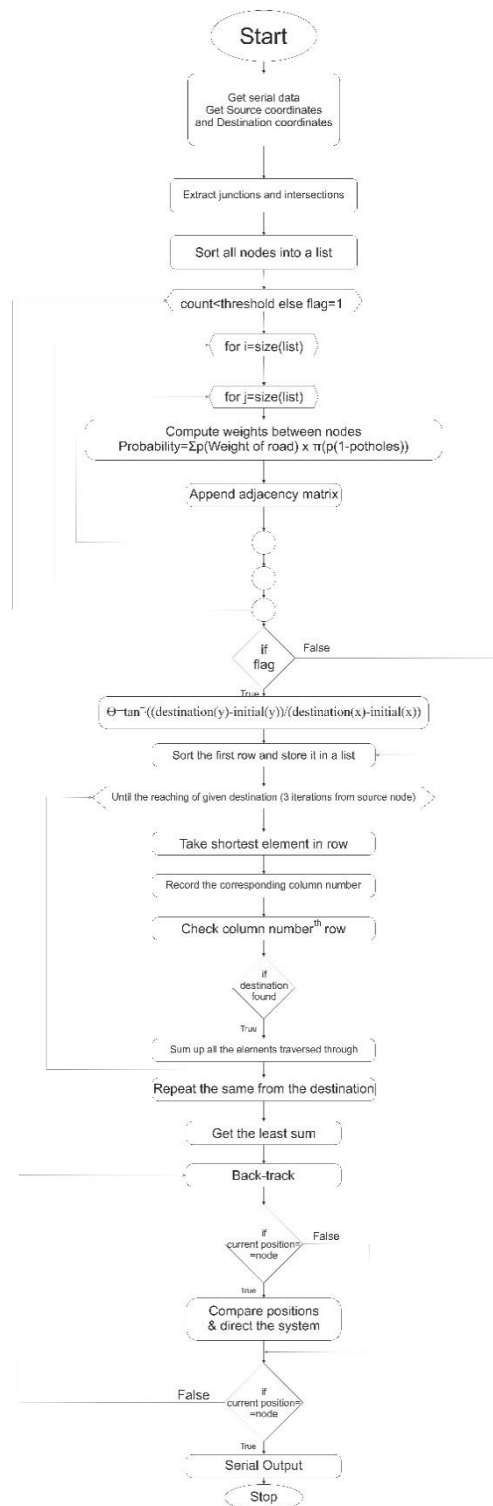 Start
Get serial data
Get Source coordinates
and Destination coordinates
Extract junctions and intersections
Sort all nodes into a list
count<threshold else flag=1
for i=size(list)
for j=size(list)
Compute weights between nodes
Probability=Σp(Weight of road) x π(p(1-potholes))
Append adjacency matrix
if
flag
False
True
Θ=tan⁻((destination(y)-initial(y))/(destination(x)-initial(x))
Sort the first row and store it in a list
Until the reaching of given destination (3 iterations from source node)
Take shortest element in row
Record the corresponding column number
Check column number th row
if
destination
found
True
Sum up all the elements traversed through
Repeat the same from the destination
Get the least sum
Back-track
if
current position=
=node
False
True
Compare positions
& direct the system
False
if
current position=
=node
True
Serial Output
Stop